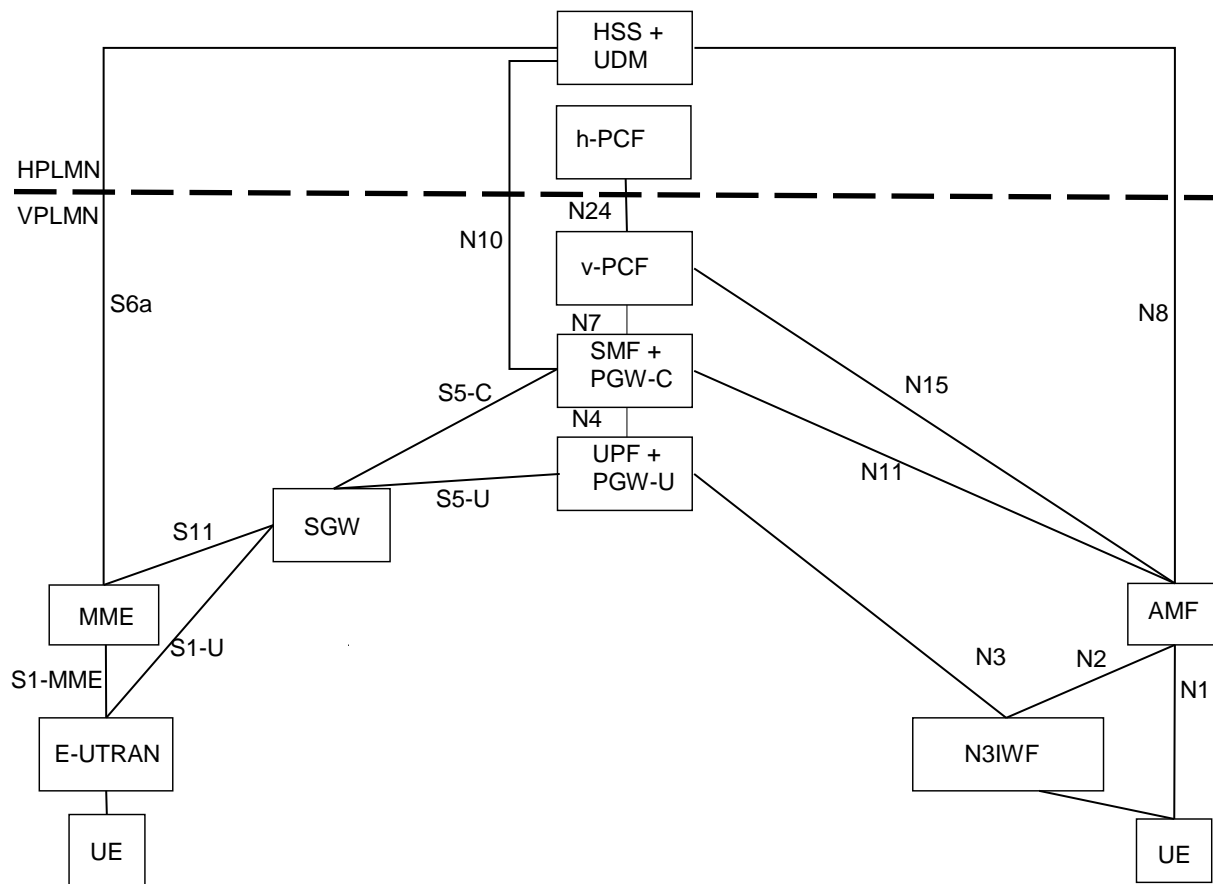 HSS +
UDM
h-PCF
HPLMN
VPLMN
N24
N10
v-PCF
S6a
N8
N7
SMF +
PGW-C
S5-C
N15
N4
UPF +
PGW-U
N11
S5-U
SGW
S11
MME
AMF
S1-U
N3
N2
S1-MME
N1
E-UTRAN
N3IWF
UE
UE